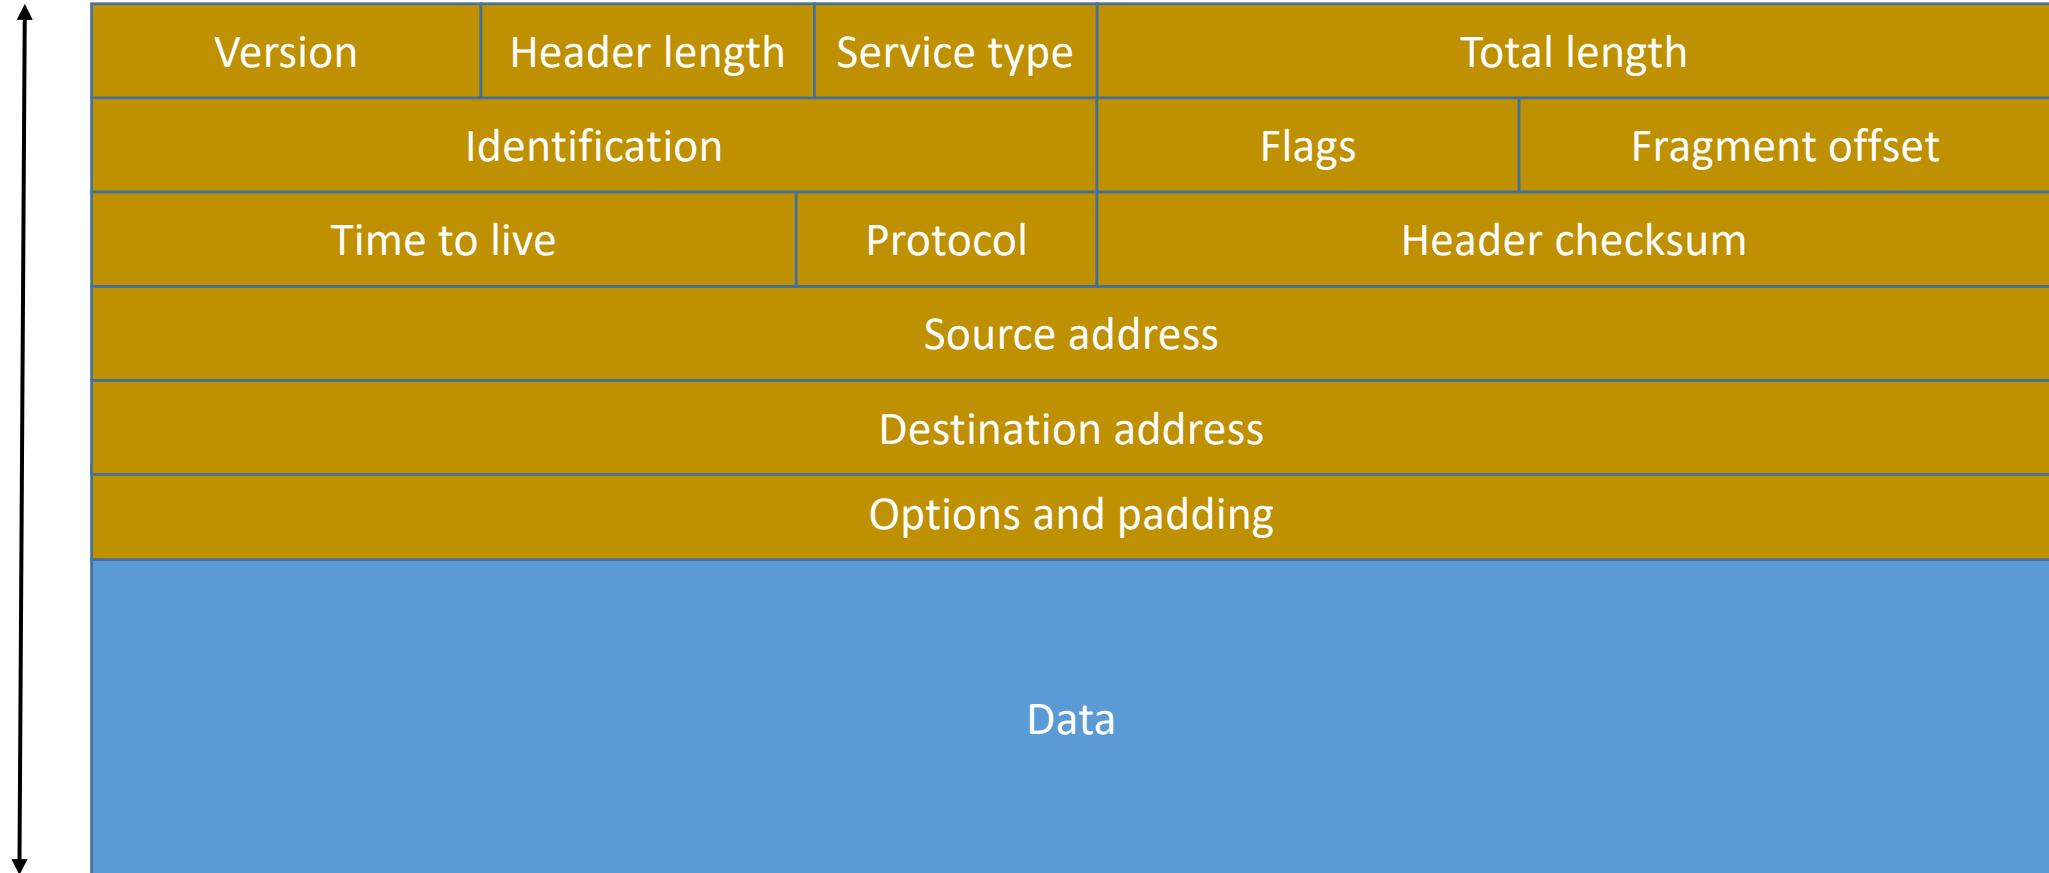 Version Header length Service type Total length
Identification Flags Fragment offset
Time to live Protocol Header checksum
Source address
Destination address
Options and padding
Data